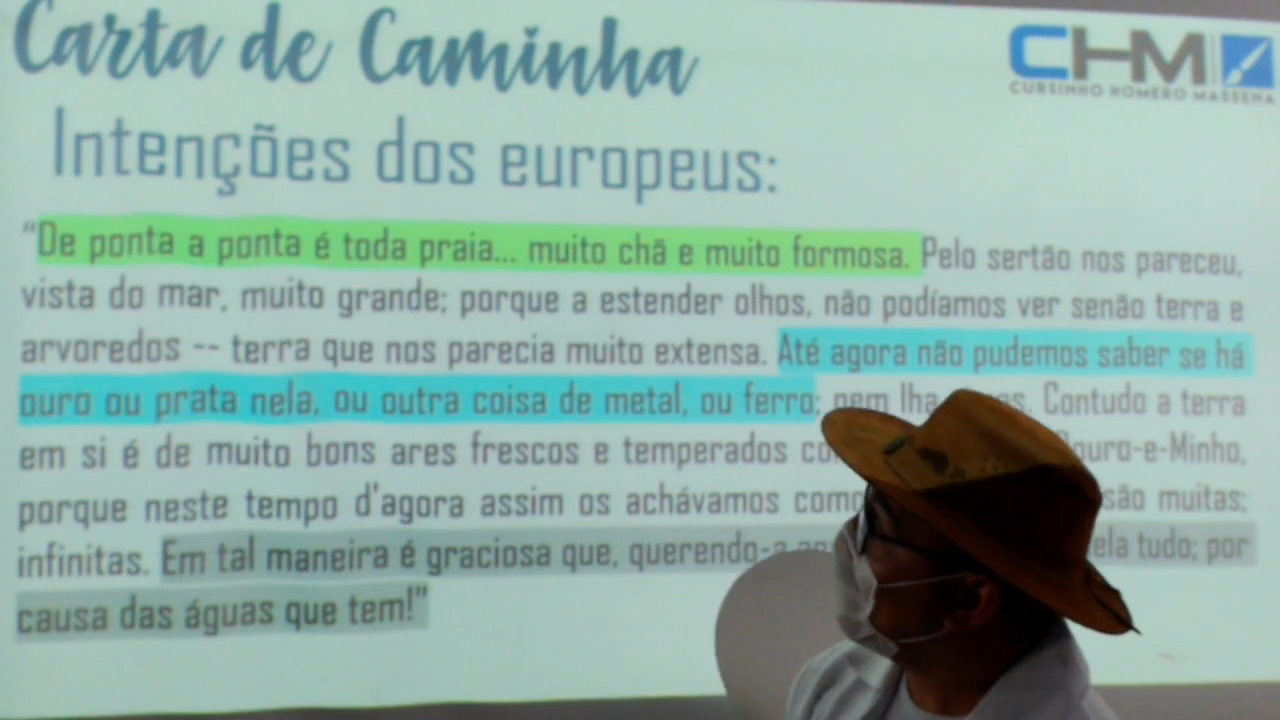 Carta de Caminha
CHM
CURSINHO HOMERO MASSENA
Intenções dos europeus:
“De ponta a ponta é toda praia... muito chã e muito formosa. Pelo sertão nos pareceu,
vista do mar, muito grande; porque a estender olhos, não podíamos ver senão terra e
arvoredos -- terra que nos parecia muito extensa. Até agora não pudemos saber se há
ouro ou prata nela, ou outra coisa de metal, ou ferro; nem Contudo a terra
em si é de muito bons ares frescos e temperados Douro-e-Minho,
porque neste tempo d'agora assim os achávamos como são muitas;
infinitas. Em tal maneira é graciosa que, querendo-a tudo; por
causa das águas que tem!”